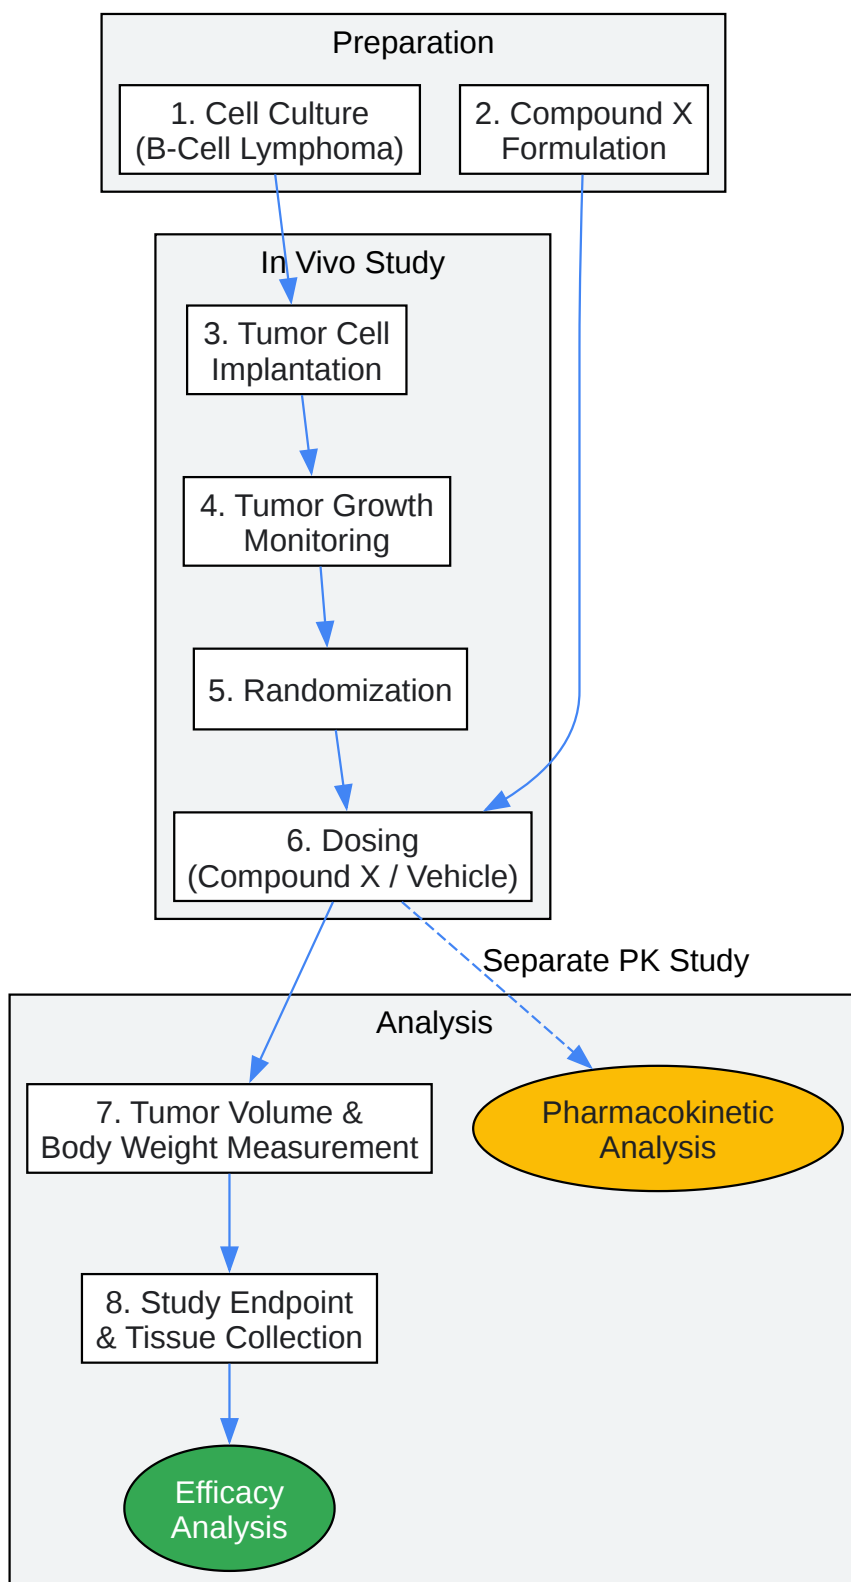 Preparation
1. Cell Culture
(B-Cell Lymphoma)
2. Compound X
Formulation
In Vivo Study
3. Tumor Cell
Implantation
4. Tumor Growth
Monitoring
5. Randomization
6. Dosing
(Compound X / Vehicle)
Separate PK Study
Analysis
7. Tumor Volume &
Body Weight Measurement
Pharmacokinetic
Analysis
8. Study Endpoint
& Tissue Collection
Efficacy
Analysis